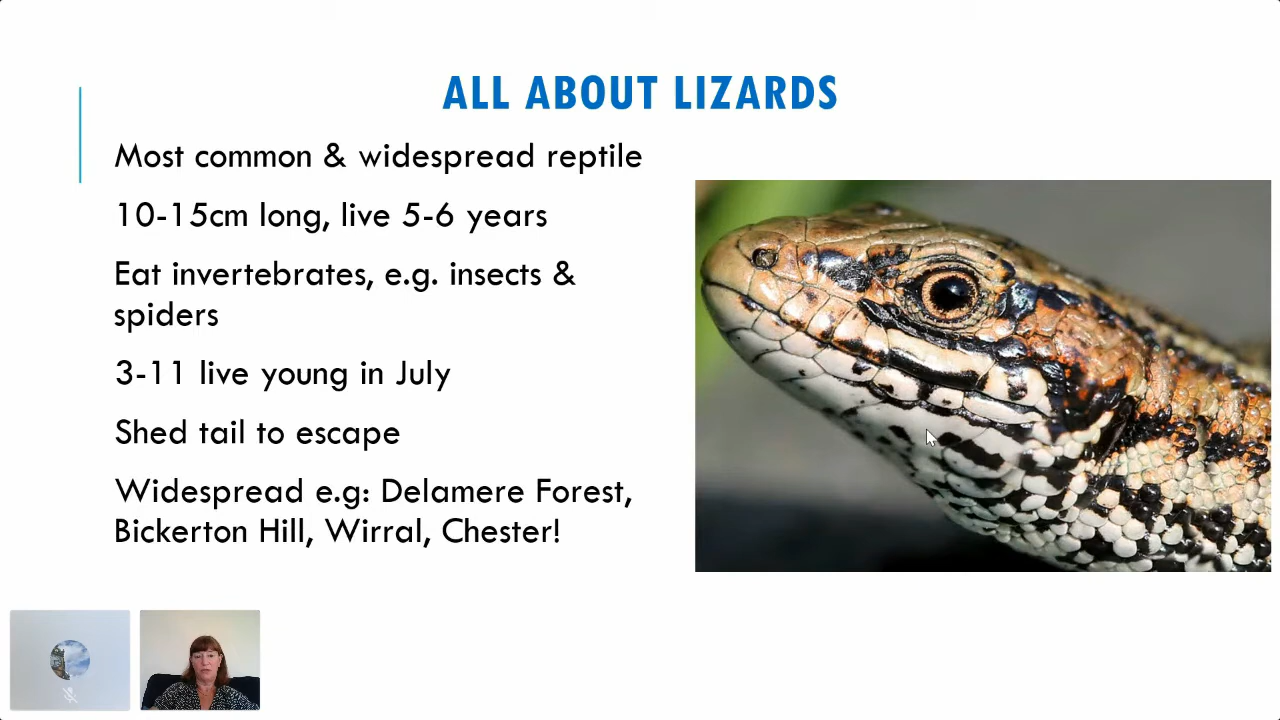 ALL ABOUT LIZARDS
Most common & widespread reptile
10-15cm long, live 5-6 years
Eat invertebrates, e.g. insects &
spiders
3-11 live young in July
Shed tail to escape
Widespread e.g: Delamere Forest,
Bickerton Hill, Wirral, Chester!